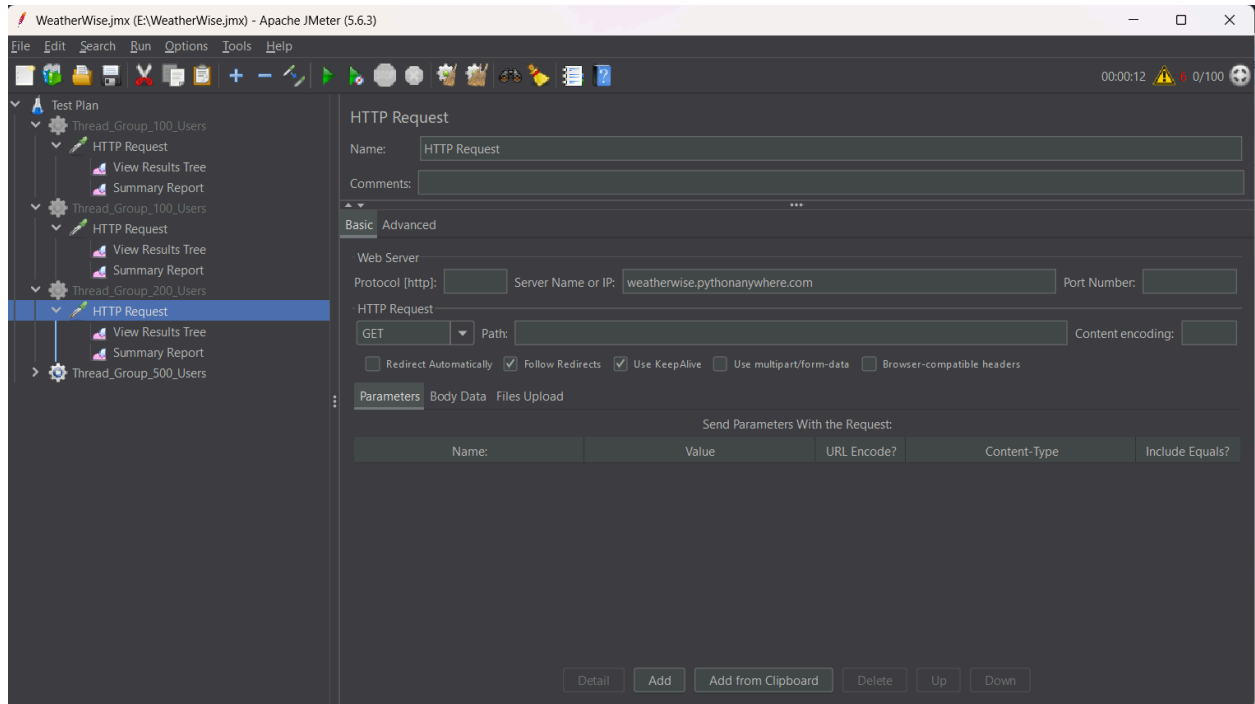 WeatherWise.jmx (E:\WeatherWise.jmx) - Apache JMeter (5.6.3)
File Edit Search Run Options Tools Help
00:00:12 6 0/100
Test Plan
Thread_Group_100_Users
HTTP Request
View Results Tree
Summary Report
Thread_Group_100_Users
HTTP Request
View Results Tree
Summary Report
Thread_Group_200_Users
HTTP Request
View Results Tree
Summary Report
Thread_Group_500_Users
HTTP Request
Name: HTTP Request
Comments:
Basic Advanced
Web Server
Protocol [http]: Server Name or IP: weatherwise.pythonanywhere.com Port Number:
HTTP Request
GET Path: Content encoding:
Redirect Automatically Follow Redirects Use KeepAlive Use multipart/form-data Browser-compatible headers
Parameters Body Data Files Upload
Send Parameters With the Request:
Name: Value URL Encode? Content-Type Include Equals?
Detail Add Add from Clipboard Delete Up Down